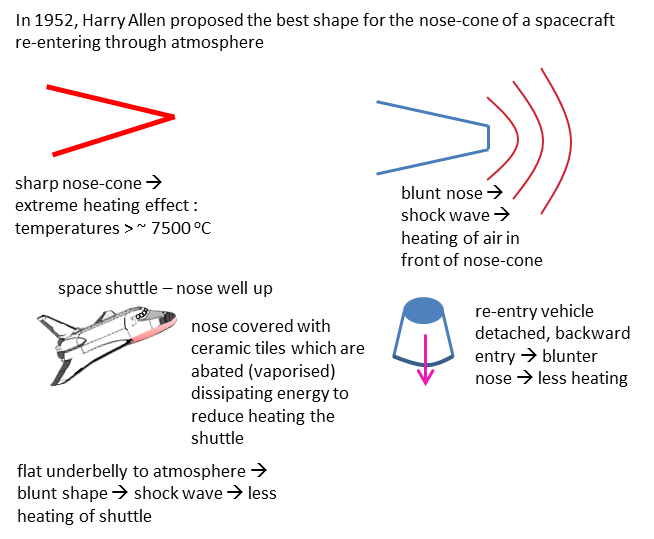 In 1952, Harry Allen proposed the best shape for the nose-cone of a spacecraft
re-entering through atmosphere
sharp nose-cone →
extreme heating effect :
temperatures > ~ 7500 °C
blunt nose →
shock wave →
heating of air in
front of nose-cone
space shuttle – nose well up
nose covered with
ceramic tiles which are
abated (vaporised)
dissipating energy to
reduce heating the
shuttle
re-entry vehicle
detached, backward
entry → blunter
nose → less heating
flat underbelly to atmosphere →
blunt shape → shock wave → less
heating of shuttle